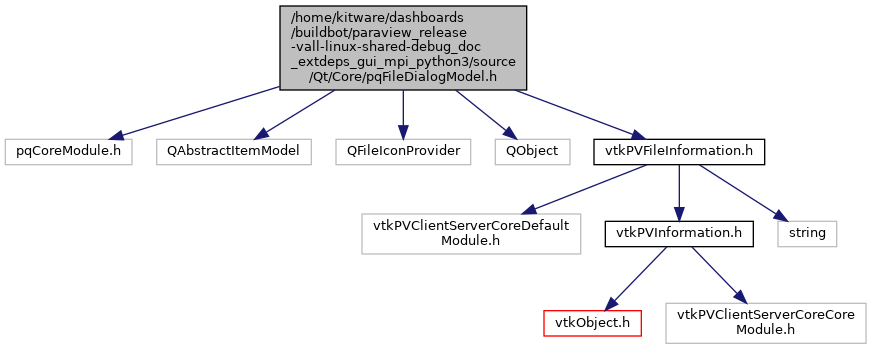 /home/kitware/dashboards
/buildbot/paraview_release
-vall-linux-shared-debug_doc
_extdeps_gui_mpi_python3/source
/Qt/Core/pqFileDialogModel.h
pqCoreModule.h
QAbstractItemModel
QFileIconProvider
QObject
vtkPVFileInformation.h
vtkPVClientServerCoreDefault
Module.h
vtkPVInformation.h
string
vtkObject.h
vtkPVClientServerCoreCore
Module.h